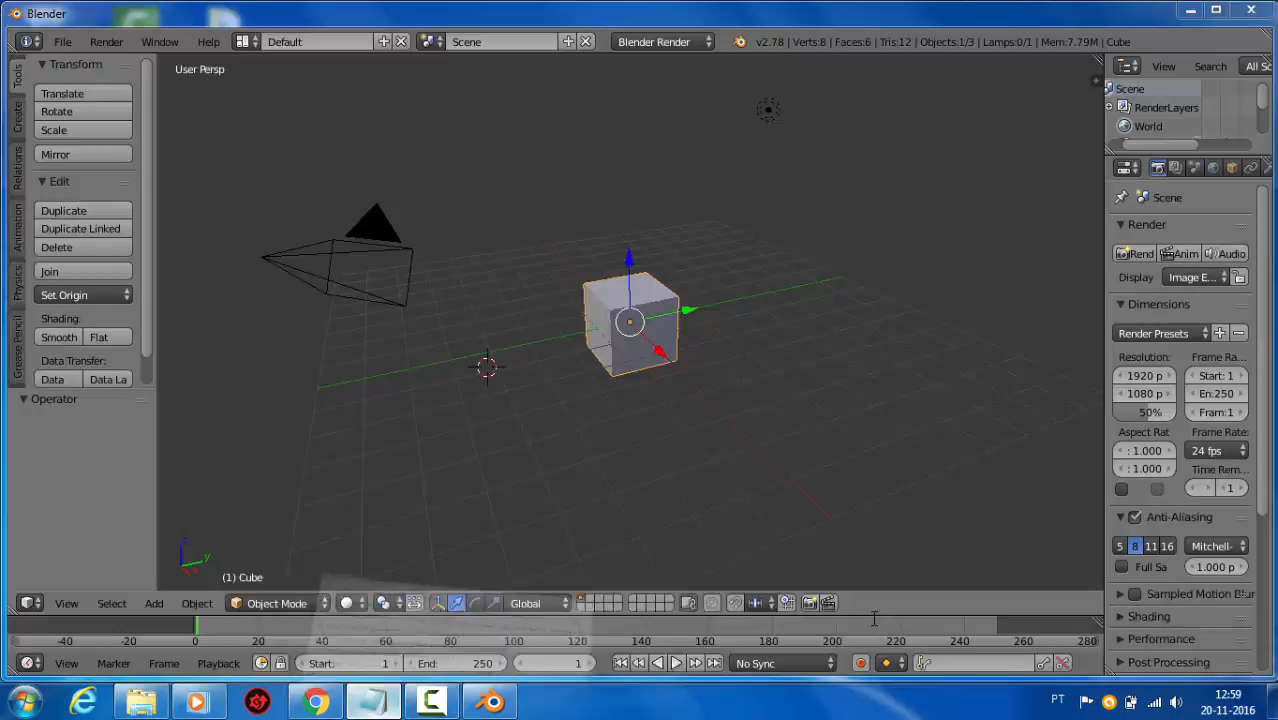 Blender
File Render Window Help Default Scene Blender Render v2.78 | Verts:8 | Faces:6 | Tris:12 | Objects:1/3 | Lamps:0/1 | Mem:7.79M | Cube
Tools
Create
Relations
Animation
Physics
Grease Pencil
Transform
Translate
Rotate
Scale
Mirror
Edit
Duplicate
Duplicate Linked
Delete
Join
Set Origin
Shading:
Smooth Flat
Data Transfer:
Data Data La
Operator
User Persp
z
y
x
(1) Cube
View Search All Sc
Scene
RenderLayers
World
Scene
Render
Rend Anim Audio
Display Image E...
Dimensions
Render Presets
Resolution: Frame Ra...
1920 p Start: 1
1080 p En:250
50% Fram:1
Aspect Rat Frame Rate:
: 1.000 24 fps
: 1.000 Time Rem...
1
Anti-Aliasing
5 8 11 16 Mitchell-
Full Sa 1.000 p
Sampled Motion Blur
Shading
Performance
Post Processing
View Select Add Object Object Mode Global
-40 -20 0 20 40 60 80 100 120 140 160 180 200 220 240 260 280
View Marker Frame Playback Start: 1 End: 250 1 No Sync
PT 12:59
20-11-2016